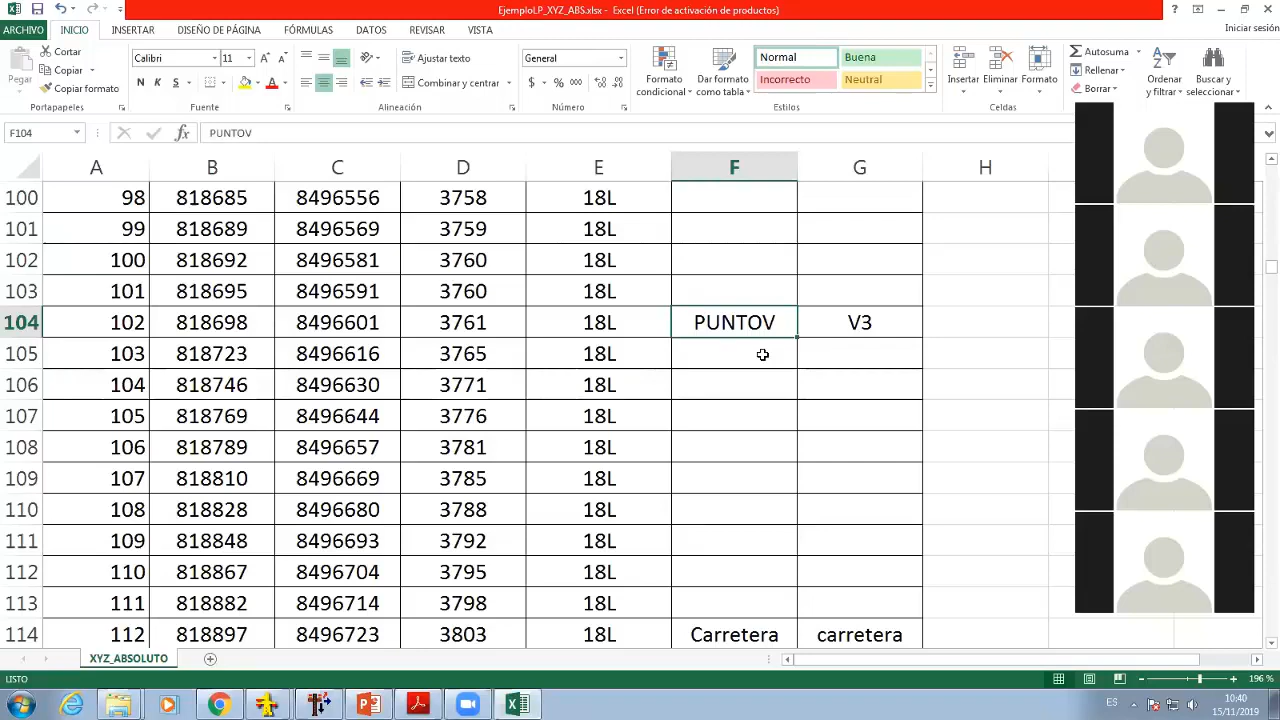 EjemploLP_XYZ_ABS.xlsx - Excel (Error de activación de productos)
Iniciar sesión
ARCHIVO INICIO INSERTAR DISEÑO DE PÁGINA FÓRMULAS DATOS REVISAR VISTA
Pegar
Cortar
Copiar
Copiar formato
Portapapeles
Calibri 11
N K S
Fuente
Ajustar texto
Combinar y centrar
Alineación
General
$ % 000
Número
Formato condicional
Dar formato como tabla
Normal Buena
Incorrecto Neutral
Estilos
Insertar Eliminar Formato
Celdas
Autosuma
Rellenar
Borrar
Ordenar y filtrar
Buscar y seleccionar
F104 fx PUNTOV
A B C D E F G H
100 98 818685 8496556 3758 18L
101 99 818689 8496569 3759 18L
102 100 818692 8496581 3760 18L
103 101 818695 8496591 3760 18L
104 102 818698 8496601 3761 18L PUNTOV V3
105 103 818723 8496616 3765 18L
106 104 818746 8496630 3771 18L
107 105 818769 8496644 3776 18L
108 106 818789 8496657 3781 18L
109 107 818810 8496669 3785 18L
110 108 818828 8496680 3788 18L
111 109 818848 8496693 3792 18L
112 110 818867 8496704 3795 18L
113 111 818882 8496714 3798 18L
114 112 818897 8496723 3803 18L Carretera carretera
XYZ_ABSOLUTO
LISTO
196 %
ES
10:40
15/11/2019